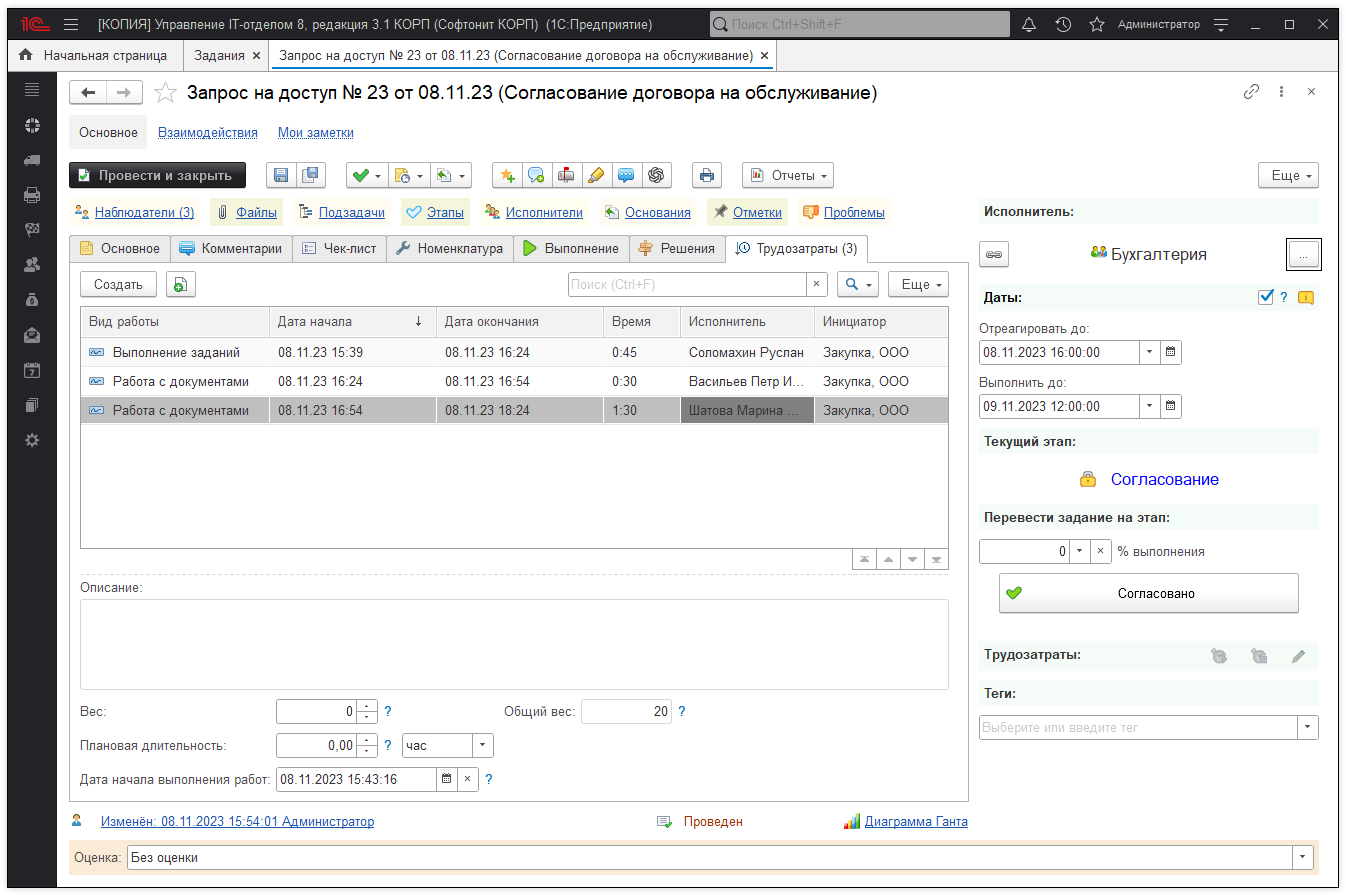 1С [КОПИЯ] Управление IT-отделом 8, редакция 3.1 КОРП (Софтонит КОРП) (1С:Предприятие) Поиск Ctrl+Shift+F Администратор
Начальная страница Задания Запрос на доступ № 23 от 08.11.23 (Согласование договора на обслуживание)
Запрос на доступ № 23 от 08.11.23 (Согласование договора на обслуживание)
Основное Взаимодействия Мои заметки
Провести и закрыть Отчеты Еще
Наблюдатели (3) Файлы Подзадачи Этапы Исполнители Основания Отметки Проблемы
Основное Комментарии Чек-лист Номенклатура Выполнение Решения Трудозатраты (3)
Создать Поиск (Ctrl+F) Еще
Вид работы Дата начала ↓ Дата окончания Время Исполнитель Инициатор
Выполнение заданий 08.11.23 15:39 08.11.23 16:24 0:45 Соломахин Руслан Закупка, ООО
Работа с документами 08.11.23 16:24 08.11.23 16:54 0:30 Васильев Петр И... Закупка, ООО
Работа с документами 08.11.23 16:54 08.11.23 18:24 1:30 Шатова Марина ... Закупка, ООО
Описание:
Вес: 0 ? Общий вес: 20 ?
Плановая длительность: 0,00 ? час
Дата начала выполнения работ: 08.11.2023 15:43:16 ?
Исполнитель:
Бухгалтерия ...
Даты: ?
Отреагировать до:
08.11.2023 16:00:00
Выполнить до:
09.11.2023 12:00:00
Текущий этап:
Согласование
Перевести задание на этап:
0 % выполнения
Согласовано
Трудозатраты:
Теги:
Выберите или введите тег
Изменён: 08.11.2023 15:54:01 Администратор Проведен Диаграмма Ганта
Оценка: Без оценки